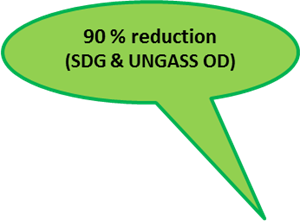 90 % reduction
(SDG & UNGASS OD)